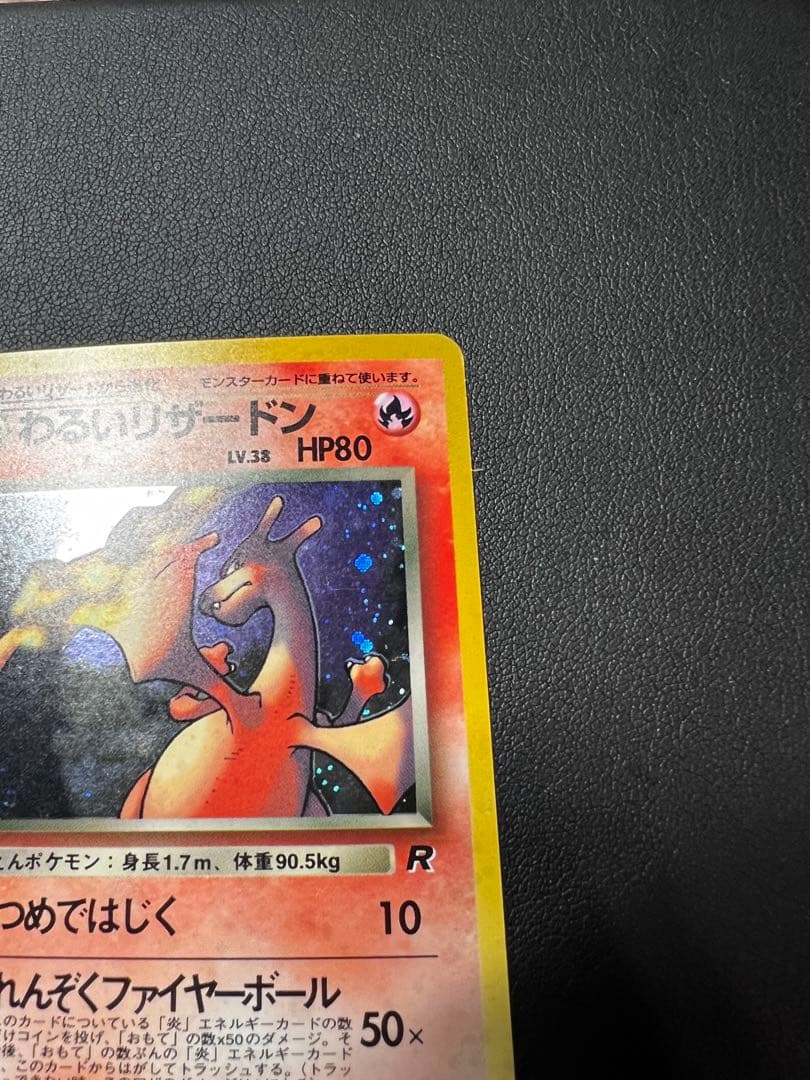 わるいリザード モンスターカードに重ねて使います。
わるいリザードン
LV.38 HP80
えんポケモン：身長1.7m、体重90.5kg R
つめではじく 10
れんぞくファイヤーボール
のカードについている「炎」エネルギーカードの数
けコインを投げ、「おもて」の数x50のダメージ。そ
後、「おもて」の数ぶんの「炎」エネルギーカード
、このカードからはがしてトラッシュする。（トラッ
50×